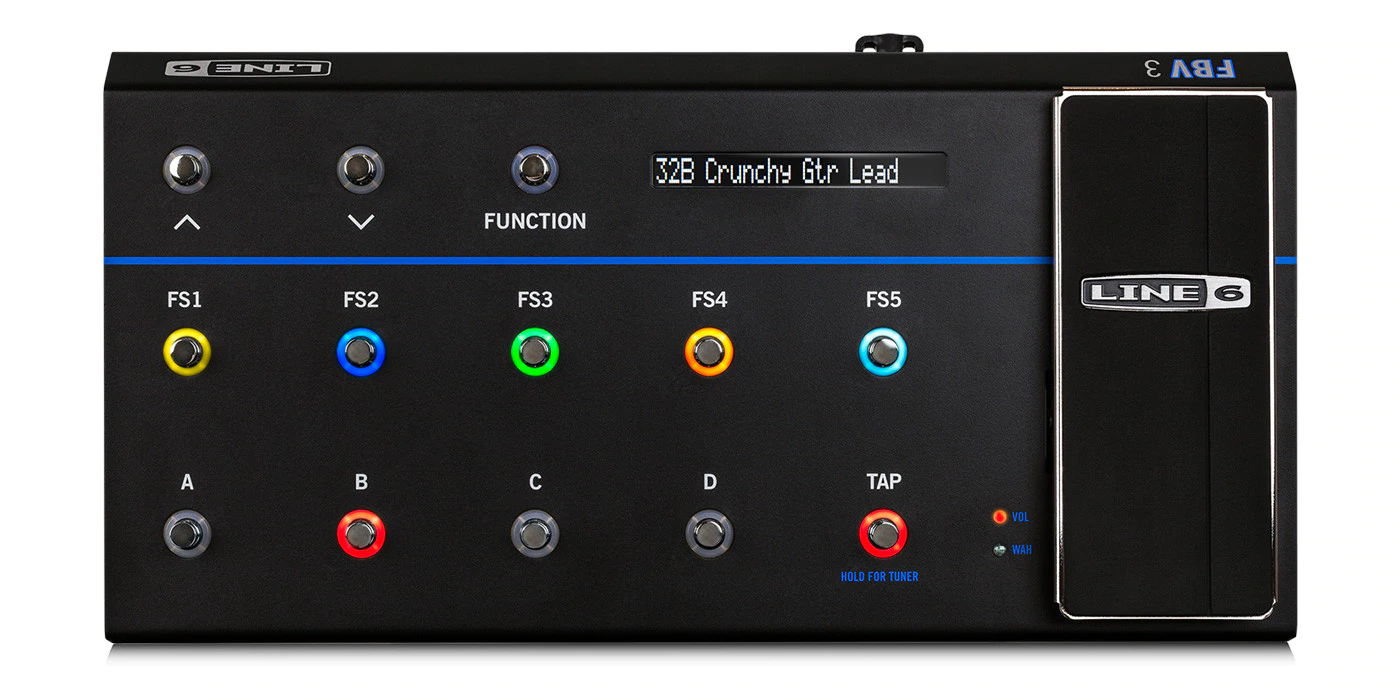 LINE 6
FBV 3
32B Crunchy Gtr Lead
FUNCTION
LINE 6
FS1 FS2 FS3 FS4 FS5
A B C D TAP
VOL
WAH
HOLD FOR TUNER